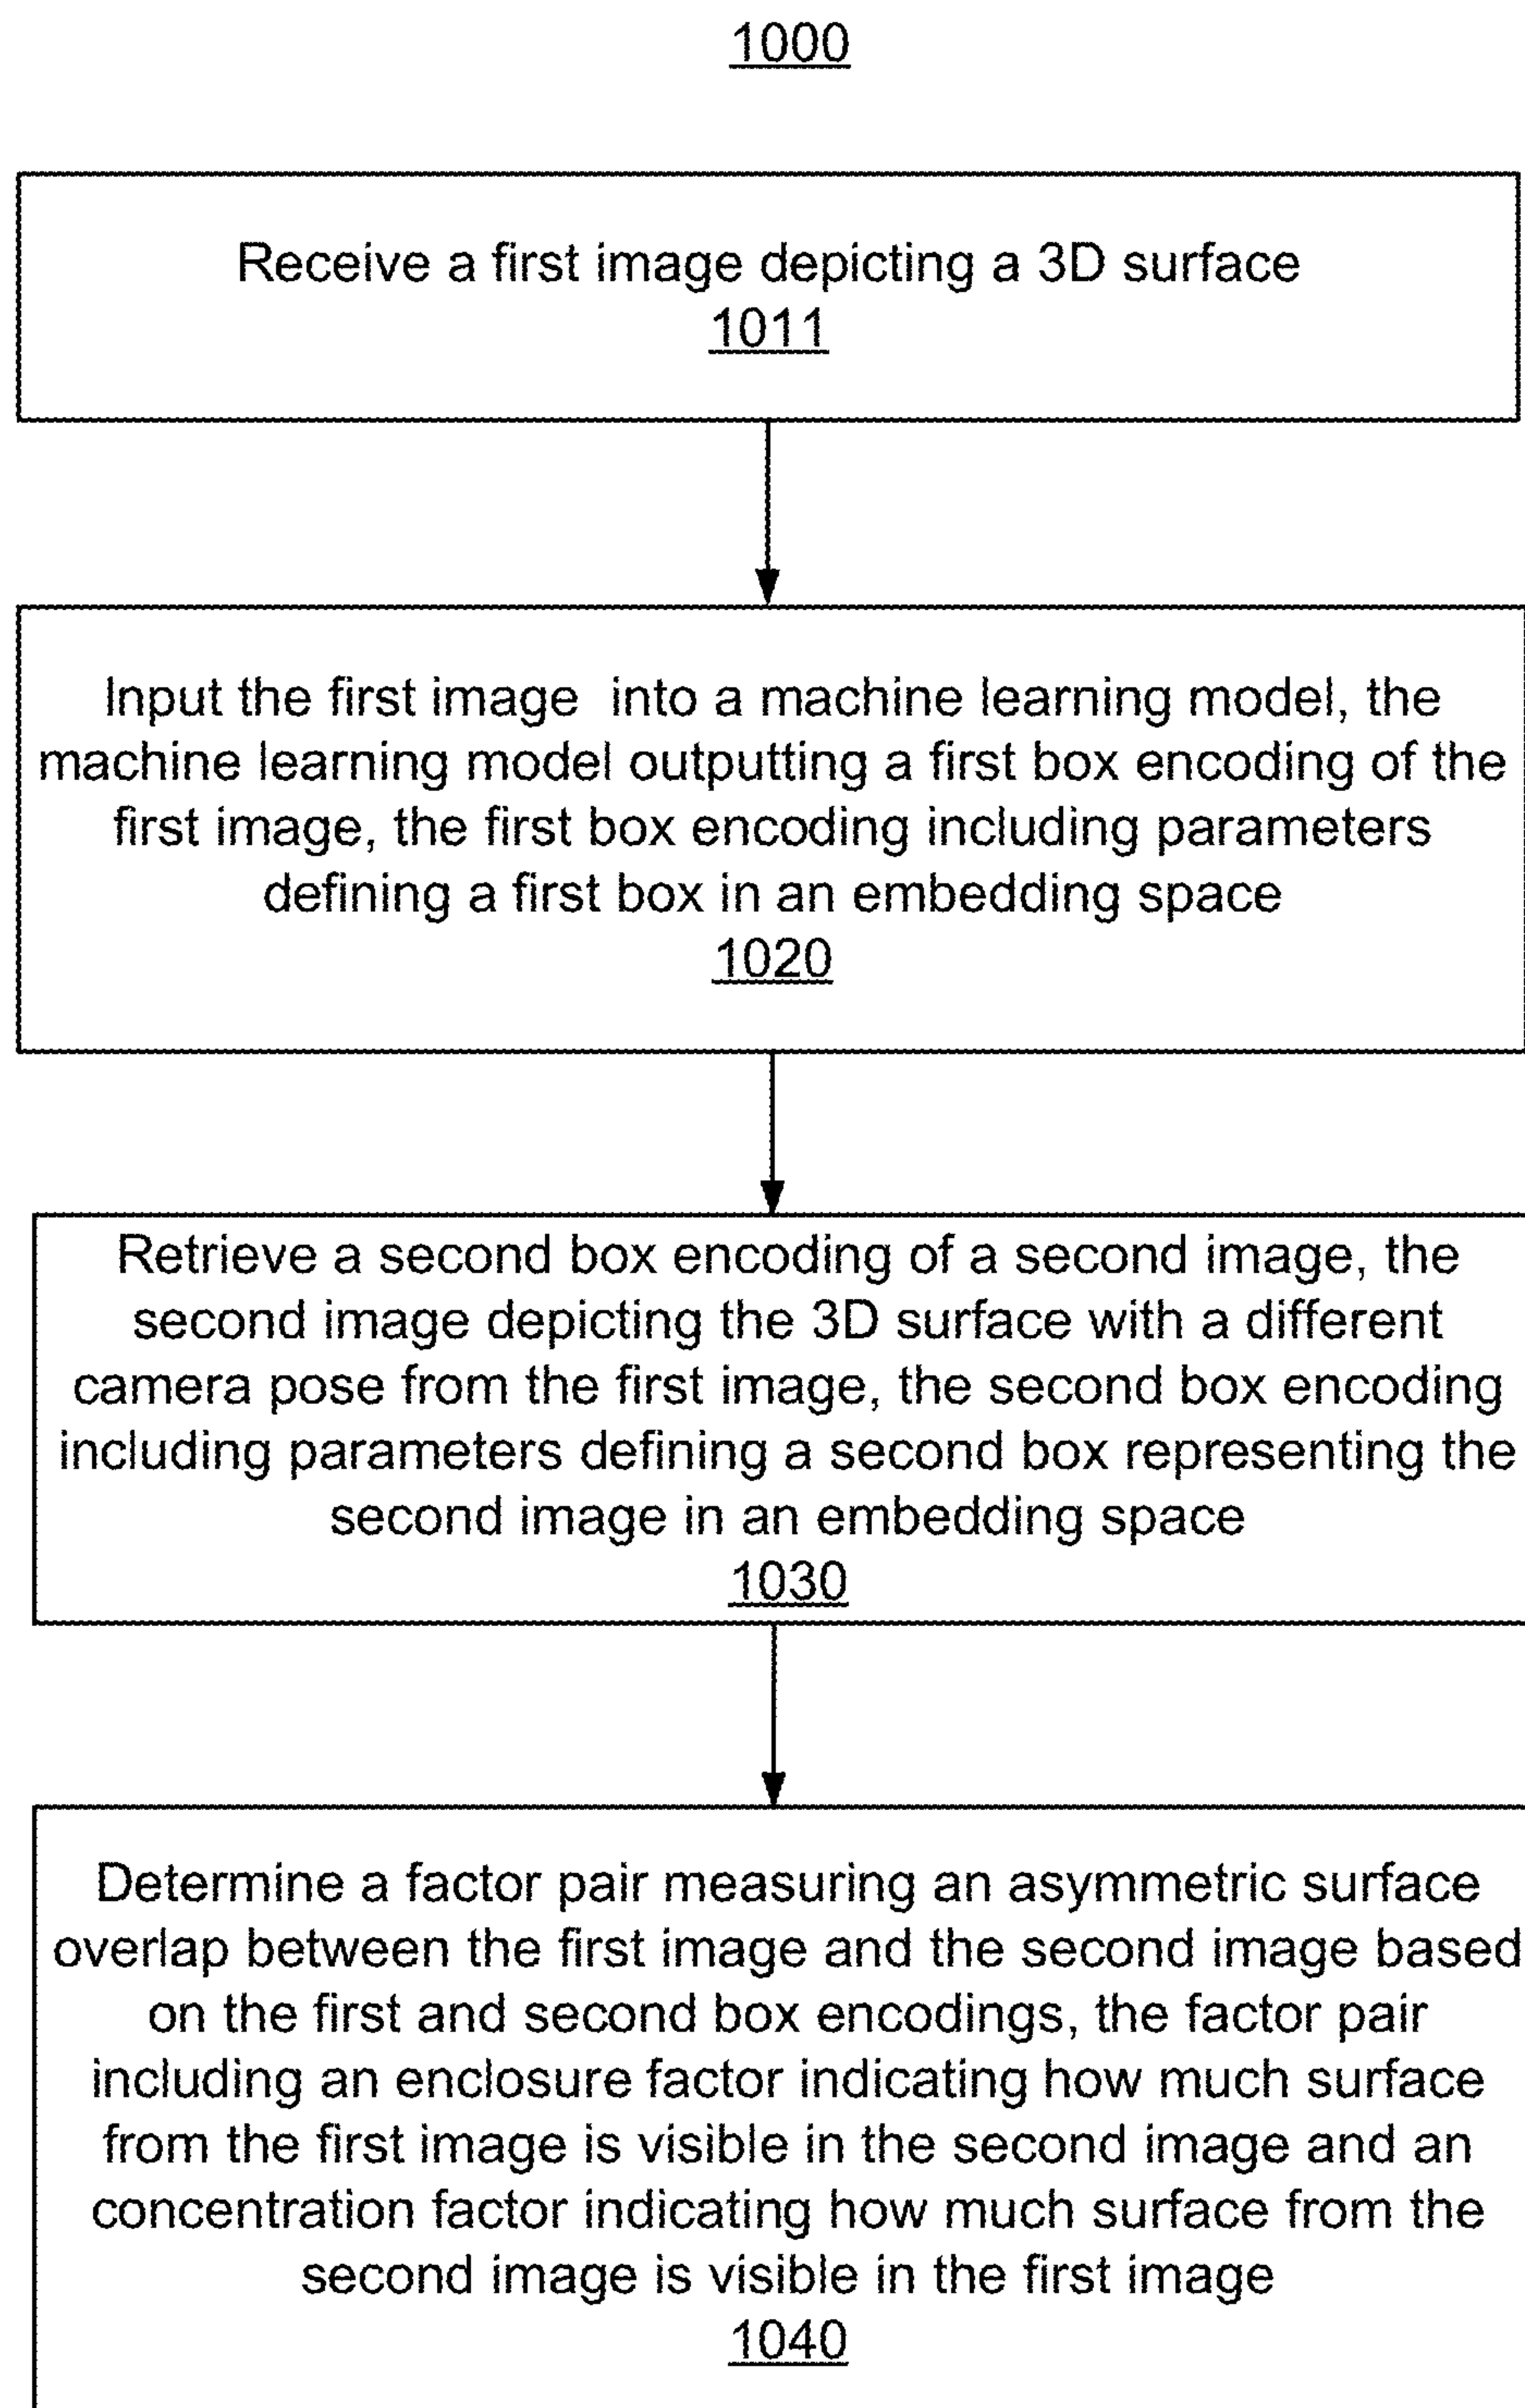 1000
Receive a first image depicting a 3D surface
1011
Input the first image  into a machine learning model, the
machine learning model outputting a first box encoding of the
first image, the first box encoding including parameters
defining a first box in an embedding space
1020
Retrieve a second box encoding of a second image, the
second image depicting the 3D surface with a different
camera pose from the first image, the second box encoding
including parameters defining a second box representing the
second image in an embedding space
1030
Determine a factor pair measuring an asymmetric surface
overlap between the first image and the second image based
on the first and second box encodings, the factor pair
including an enclosure factor indicating how much surface
from the first image is visible in the second image and an
concentration factor indicating how much surface from the
second image is visible in the first image
1040